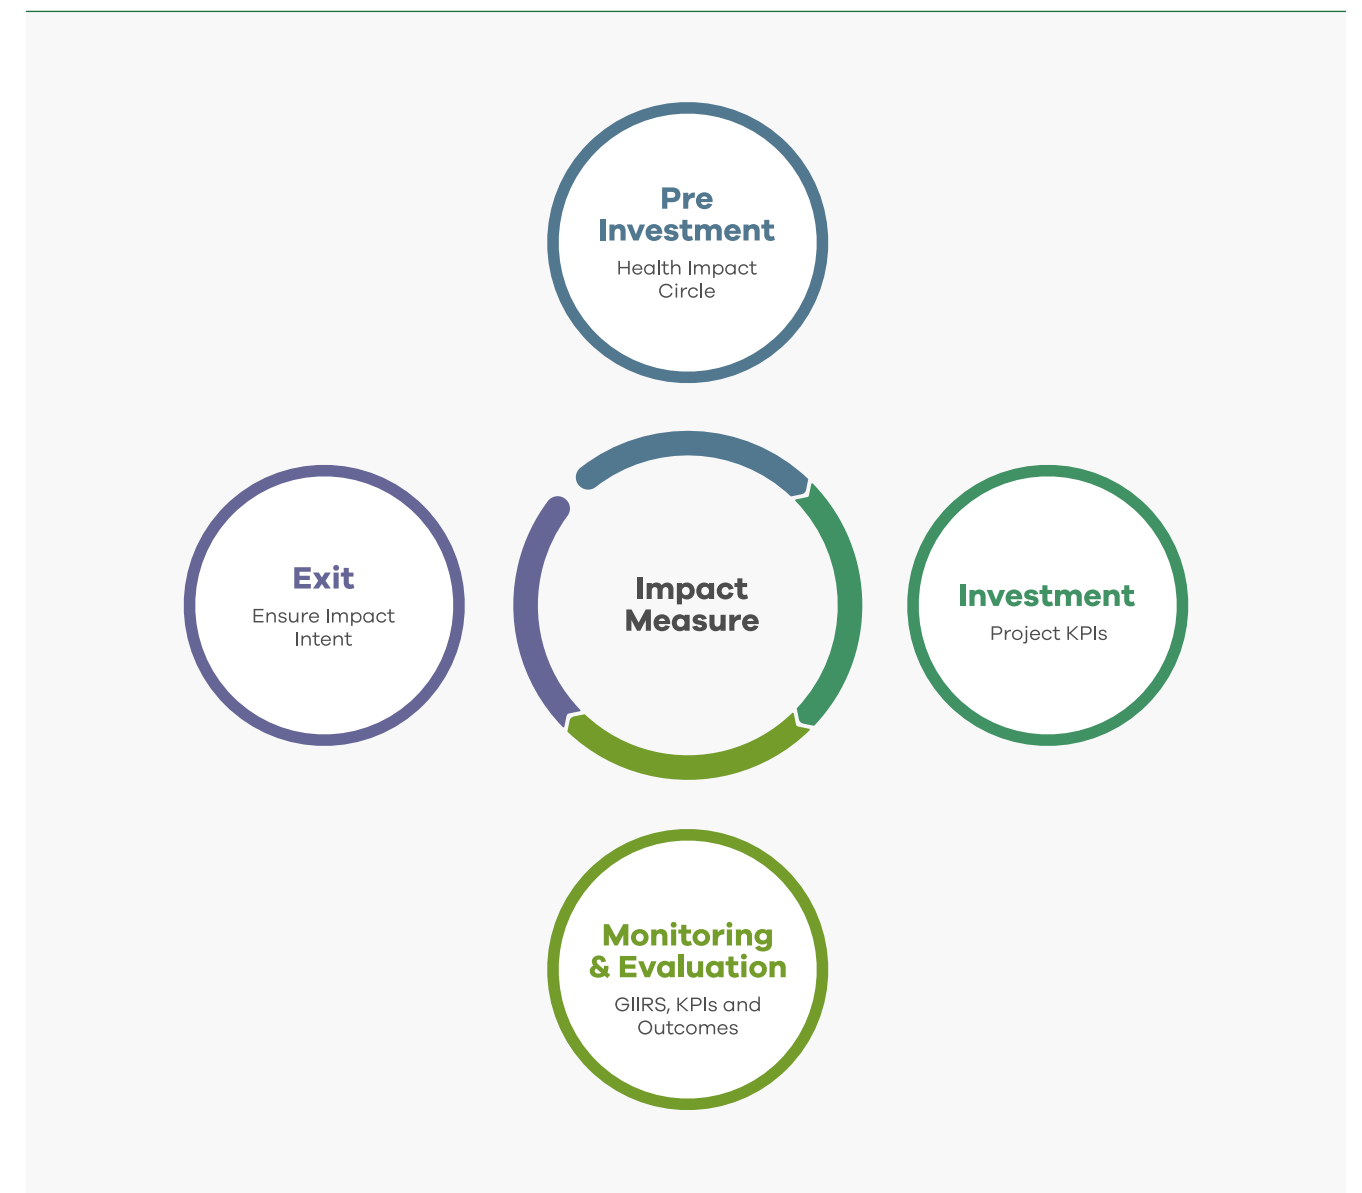 Pre
Investment
Health Impact
Circle
Exit
Ensure Impact
Intent
Impact
Measure
Investment
Project KPIs
Monitoring
& Evaluation
GIIRS, KPIs and
Outcomes